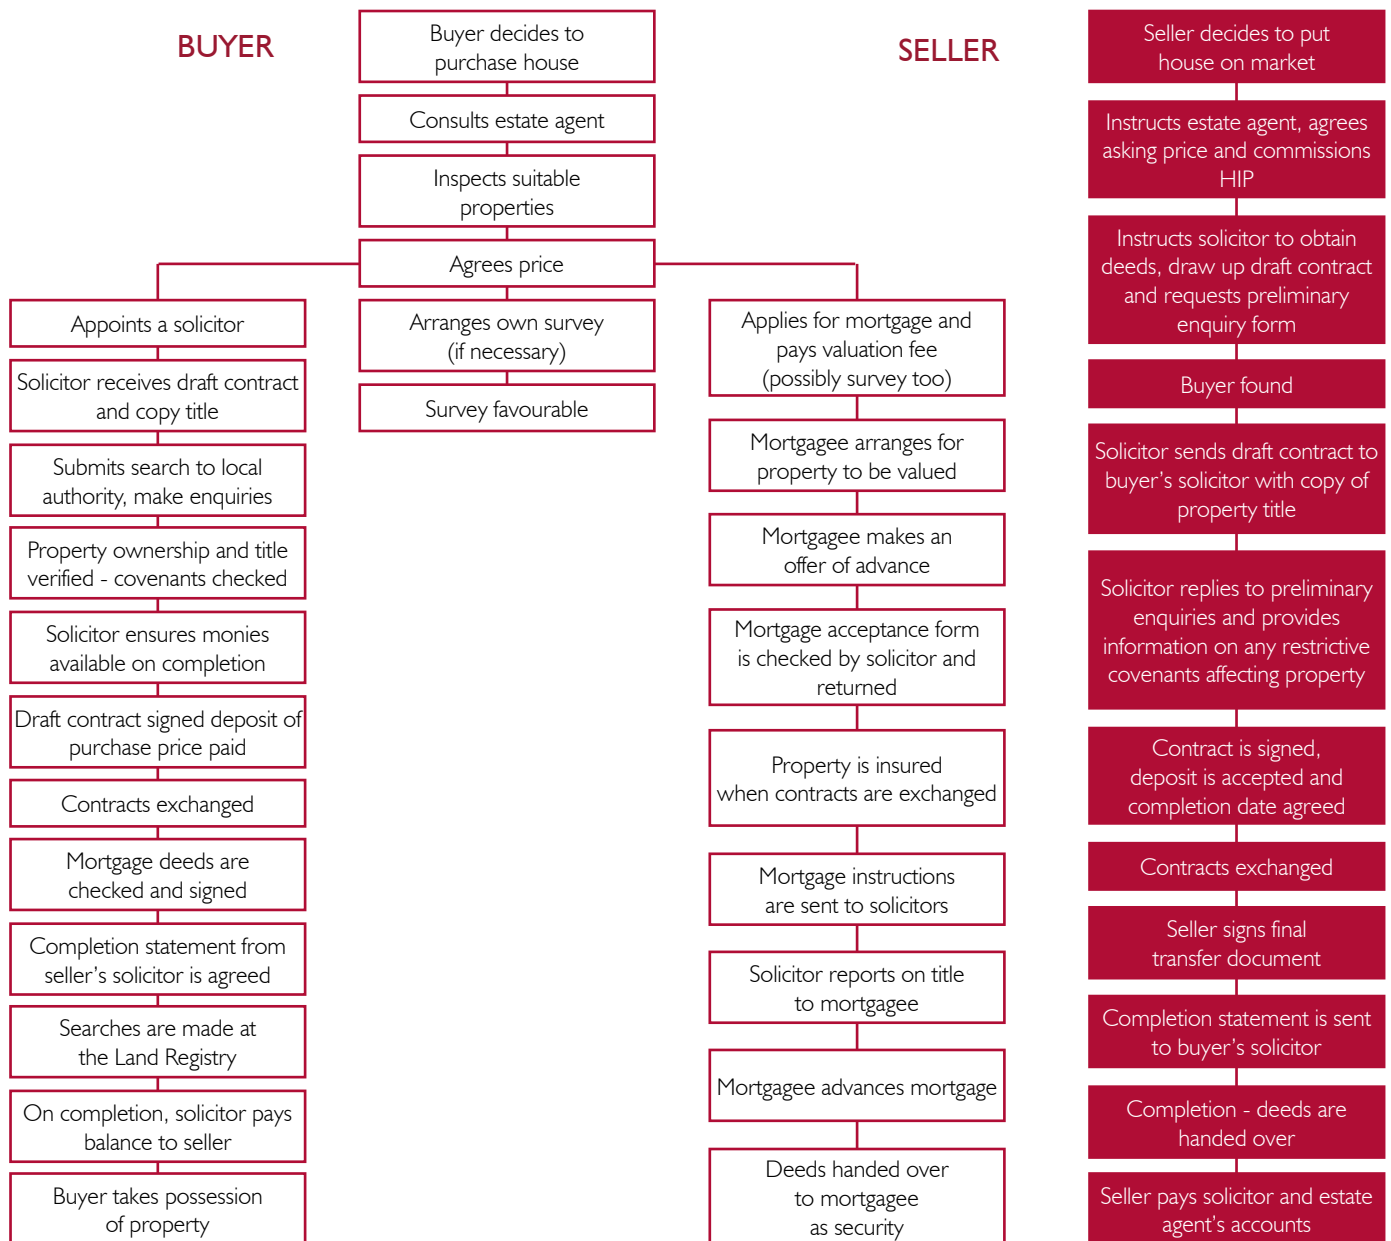 BUYER
Buyer decides to
purchase house
Consults estate agent
Inspects suitable
properties
Agrees price
Appoints a solicitor
Solicitor receives draft contract
and copy title
Submits search to local
authority, make enquiries
Property ownership and title
verified - covenants checked
Solicitor ensures monies
available on completion
Draft contract signed deposit of
purchase price paid
Contracts exchanged
Mortgage deeds are
checked and signed
Completion statement from
seller's solicitor is agreed
Searches are made at
the Land Registry
On completion, solicitor pays
balance to seller
Buyer takes possession
of property
Arranges own survey
(if necessary)
Survey favourable
Applies for mortgage and
pays valuation fee
(possibly survey too)
Mortgagee arranges for
property to be valued
Mortgagee makes an
offer of advance
Mortgage acceptance form
is checked by solicitor and
returned
Property is insured
when contracts are exchanged
Mortgage instructions
are sent to solicitors
Solicitor reports on title
to mortgagee
Mortgagee advances mortgage
Deeds handed over
to mortgagee
as security
SELLER
Seller decides to put
house on market
Instructs estate agent, agrees
asking price and commissions
HIP
Instructs solicitor to obtain
deeds, draw up draft contract
and requests preliminary
enquiry form
Buyer found
Solicitor sends draft contract to
buyer's solicitor with copy of
property title
Solicitor replies to preliminary
enquiries and provides
information on any restrictive
covenants affecting property
Contract is signed,
deposit is accepted and
completion date agreed
Contracts exchanged
Seller signs final
transfer document
Completion statement is sent
to buyer's solicitor
Completion - deeds are
handed over
Seller pays solicitor and estate
agent's accounts